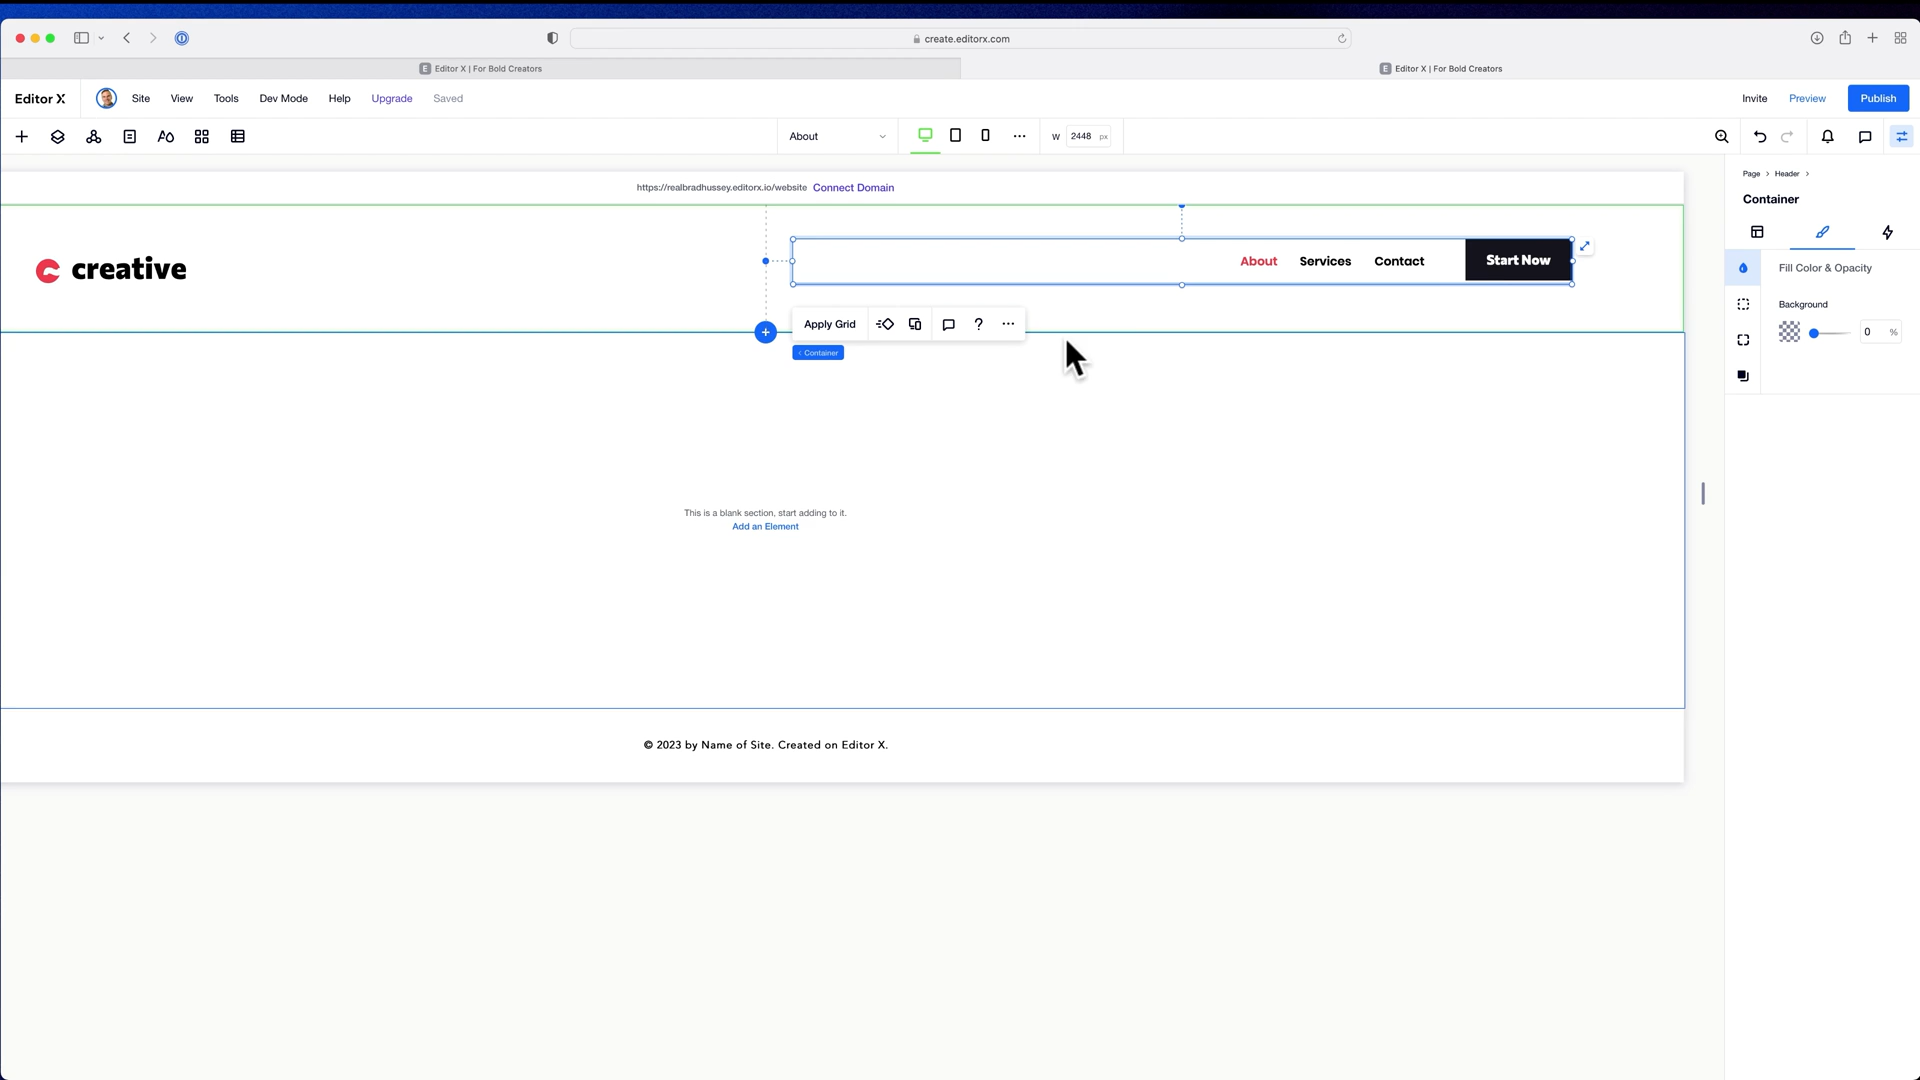 create.editorx.com
E Editor X | For Bold Creators
E Editor X | For Bold Creators
Editor X
Site
View
Tools
Dev Mode
Help
Upgrade
Saved
Invite
Preview
Publish
About
W 2448 px
https://realbradhussey.editorx.io/website Connect Domain
creative
About
Services
Contact
Start Now
Apply Grid
?
< Container
This is a blank section, start adding to it.
Add an Element
© 2023 by Name of Site. Created on Editor X.
Page > Header >
Container
Fill Color & Opacity
Background
0 %